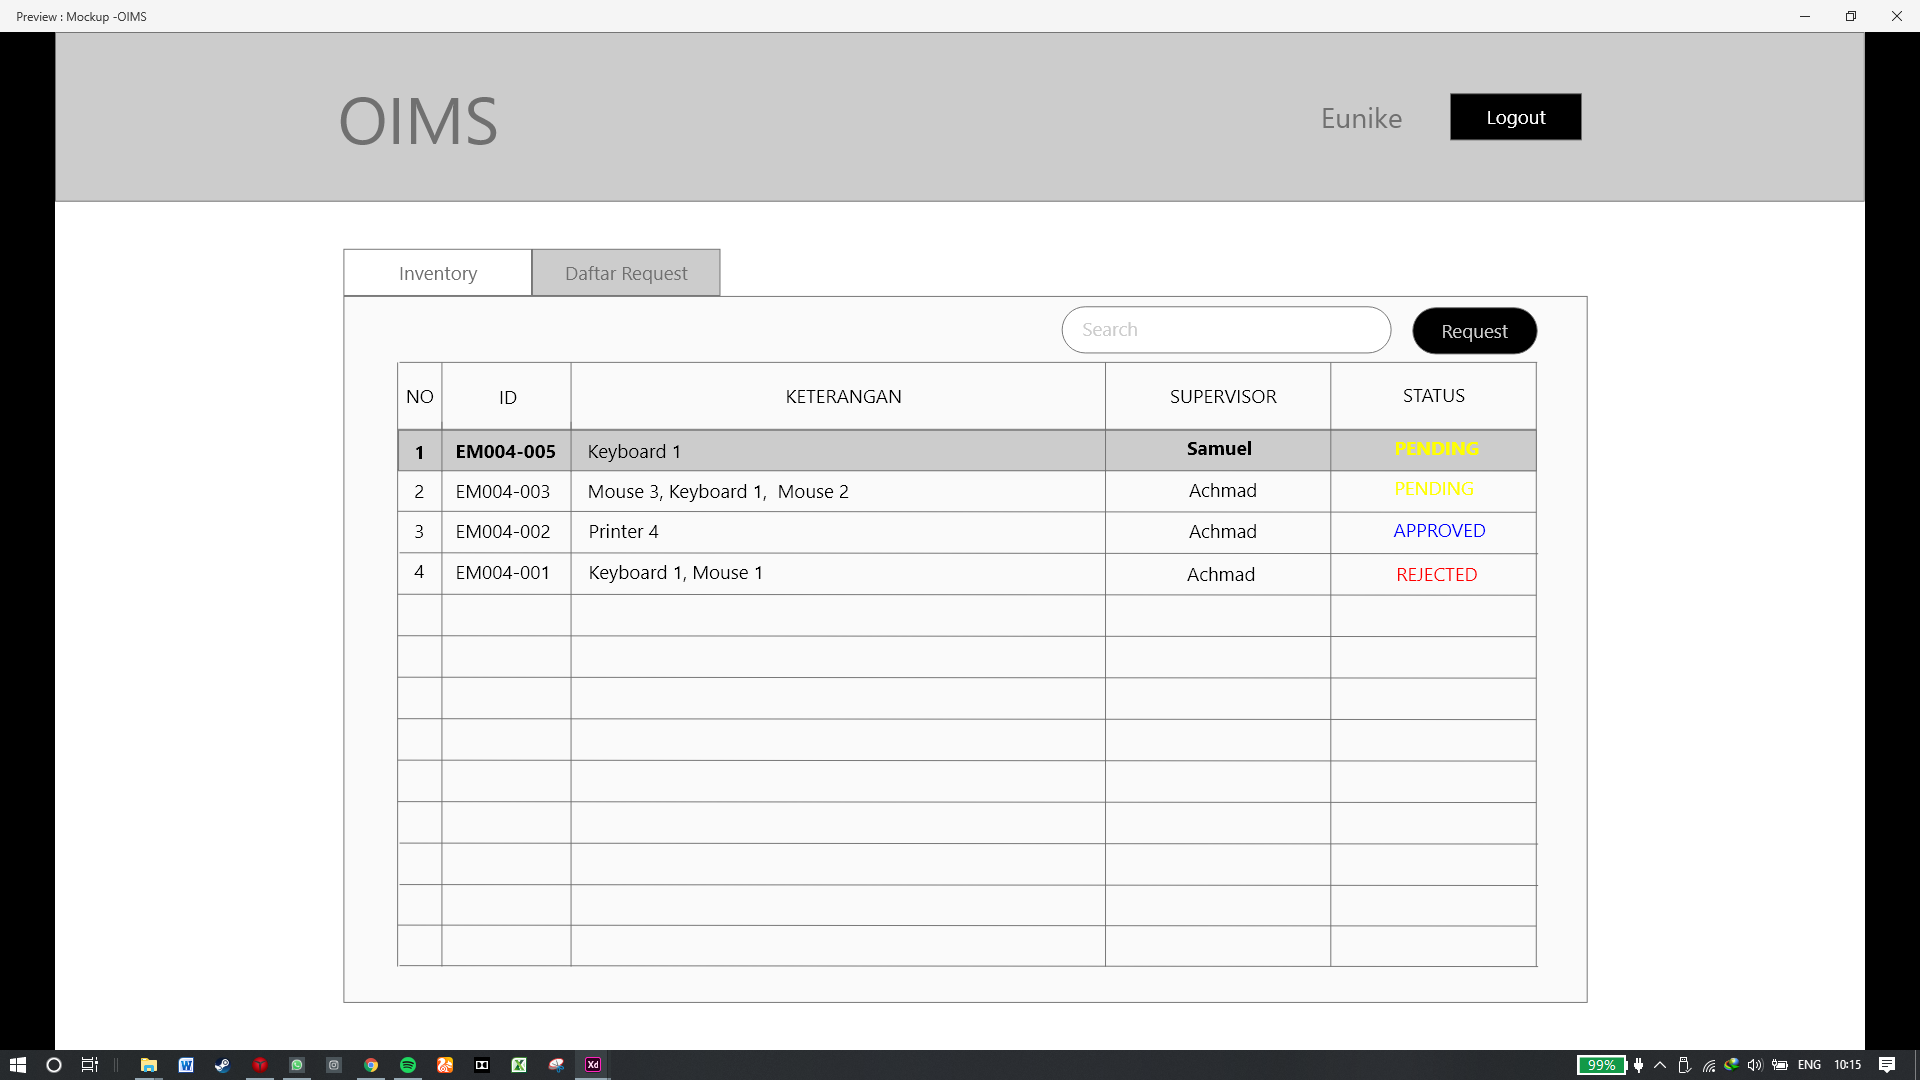 Preview : Mockup -OIMS
OIMS
Eunike
Logout
Inventory
Daftar Request
Search
Request
NO ID KETERANGAN SUPERVISOR STATUS
1 EM004-005 Keyboard 1 Samuel PENDING
2 EM004-003 Mouse 3, Keyboard 1,  Mouse 2 Achmad PENDING
3 EM004-002 Printer 4 Achmad APPROVED
4 EM004-001 Keyboard 1, Mouse 1 Achmad REJECTED
Xd
99%
ENG
10:15